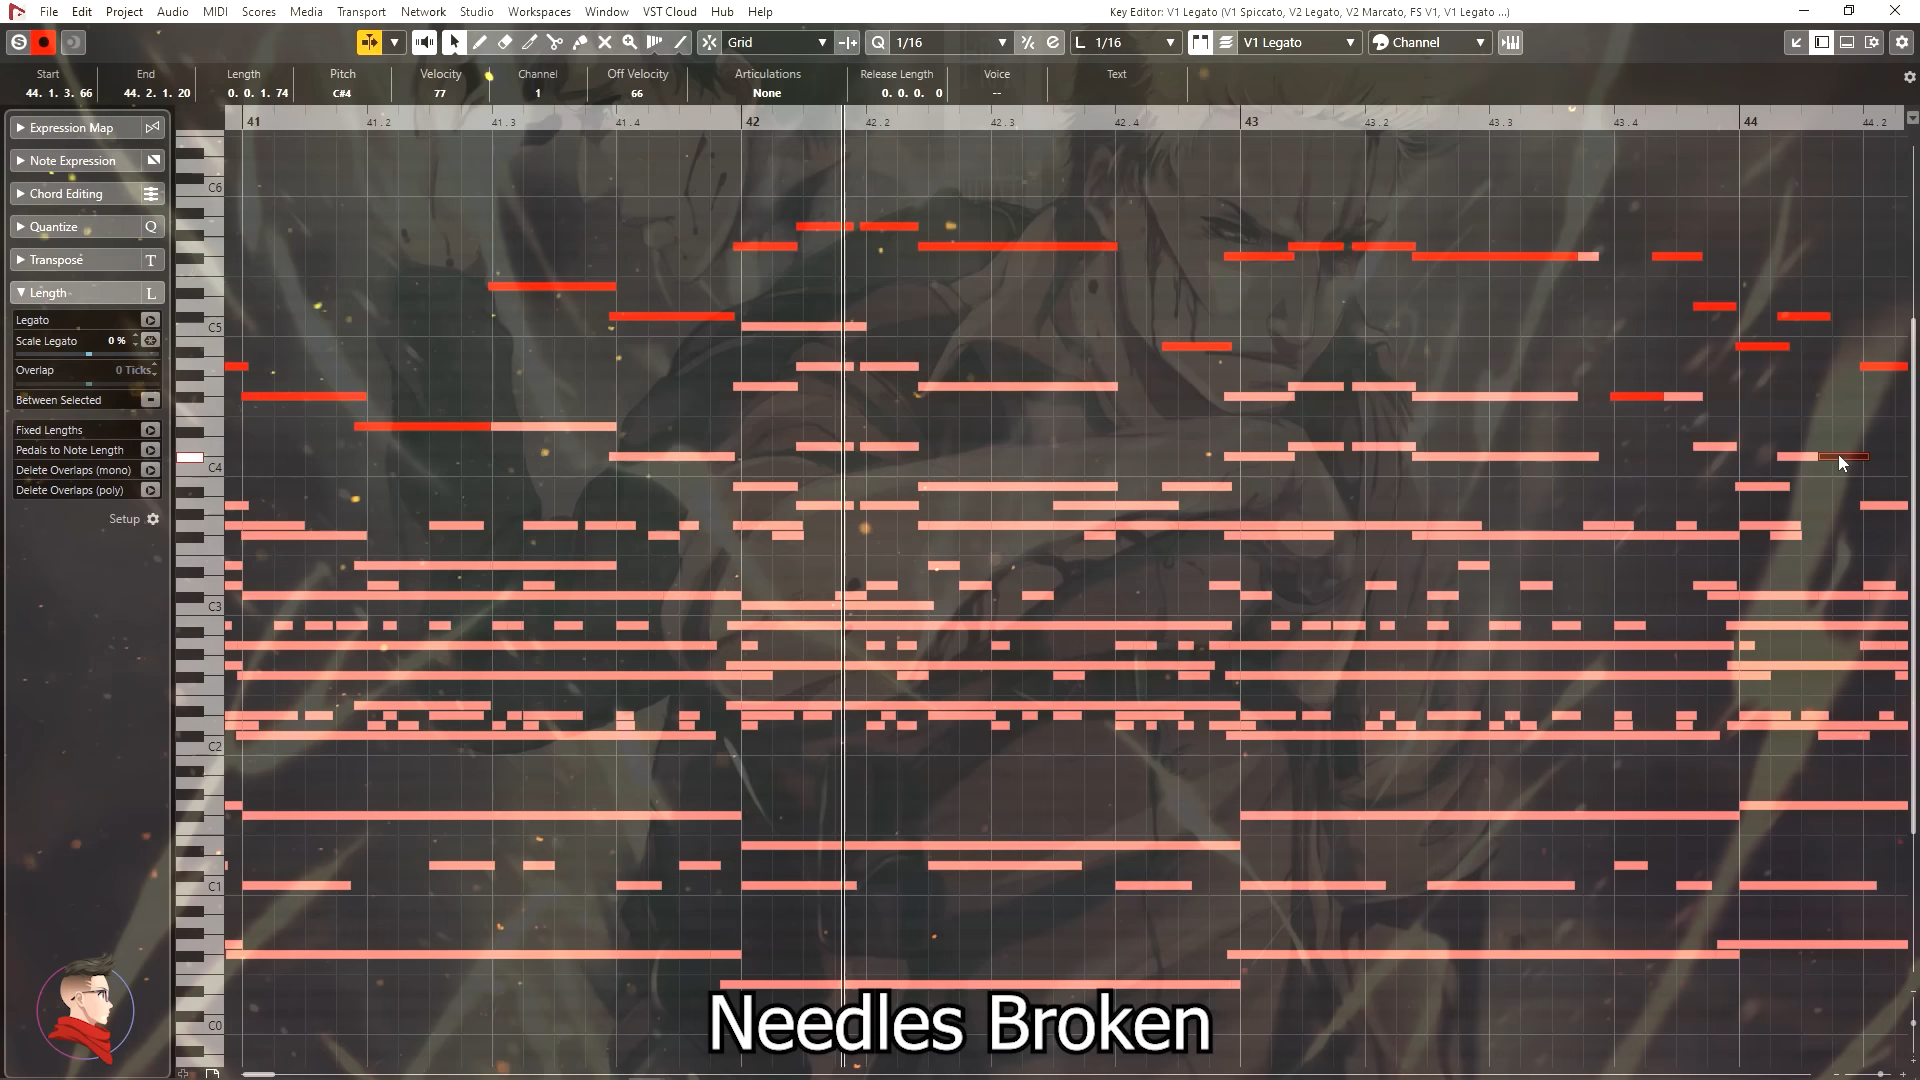 File Edit Project Audio MIDI Scores Media Transport Network Studio Workspaces Window VST Cloud Hub Help Key Editor: V1 Legato (V1 Spiccato, V2 Legato, V2 Marcato, FS V1, V1 Legato ...)
S Grid Q 1/16 L 1/16 V1 Legato Channel
Start End Length Pitch Velocity Channel Off Velocity Articulations Release Length Voice Text
44. 1. 3. 66 44. 2. 1. 20 0. 0. 1. 74 C#4 77 1 66 None 0. 0. 0. 0 --
41 41.2 41.3 41.4 42 42.2 42.3 42.4 43 43.2 43.3 43.4 44 44.2
Expression Map
Note Expression
Chord Editing
Quantize Q
Transpose T
Length L
Legato
Scale Legato 0 %
Overlap 0 Ticks
Between Selected
Fixed Lengths
Pedals to Note Length
Delete Overlaps (mono)
Delete Overlaps (poly)
Setup
C6
C5
C4
C3
C2
C1
C0
Needles Broken